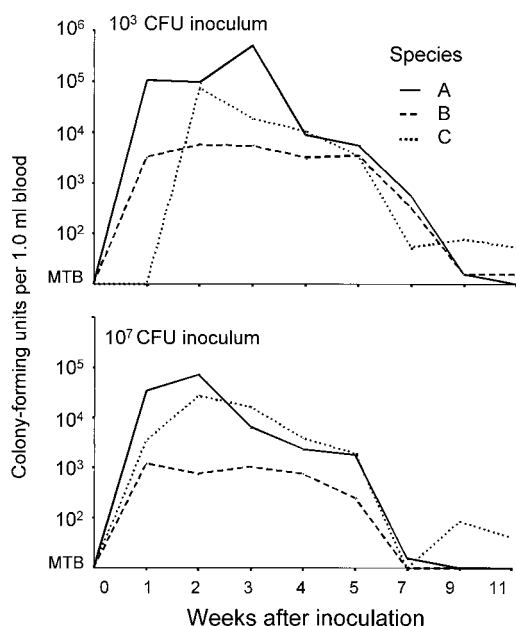 10⁶
10³ CFU inoculum
Species
A
B
C
10⁵
10⁴
10³
10²
MTB
Colony-forming units per 1.0 ml blood
10⁷ CFU inoculum
10⁵
10⁴
10³
10²
MTB
0 1 2 3 4 5 7 9 11
Weeks after inoculation